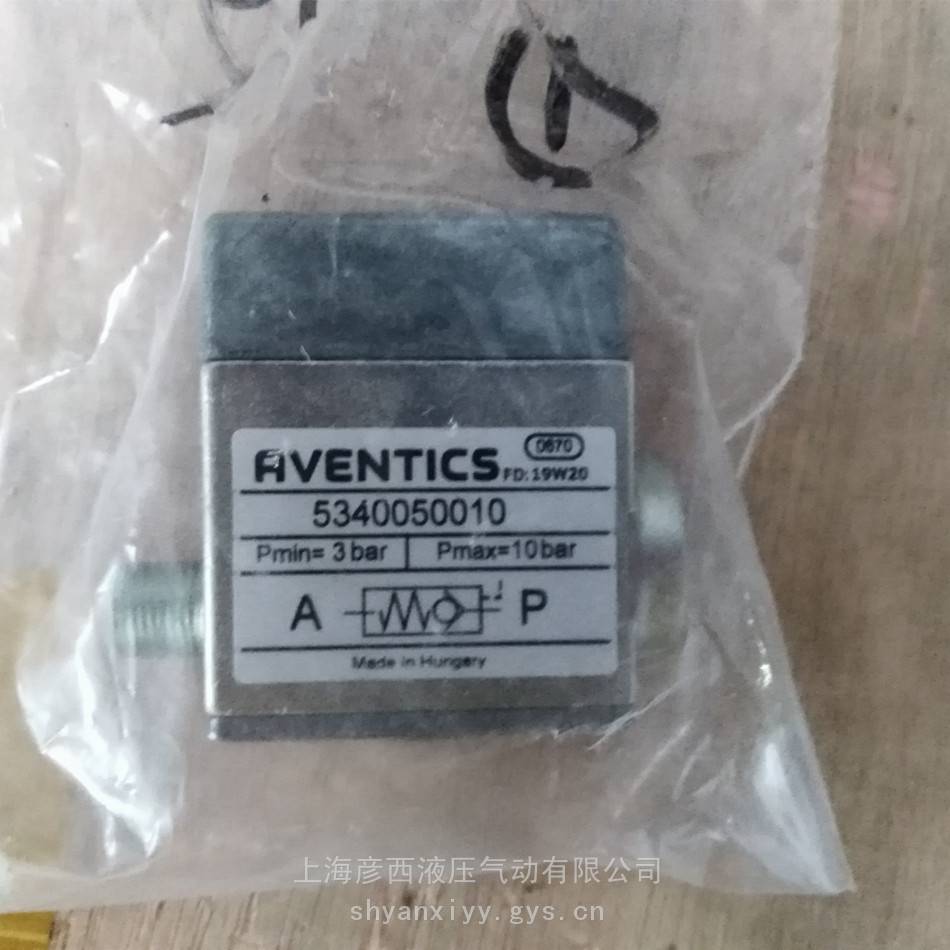 AVENTICS
0670
FD: 19W20
5340050010
Pmin= 3 bar
Pmax=10 bar
A
P
Made in Hungary
上海彦西液压气动有限公司
shyanxiyy.gys.cn